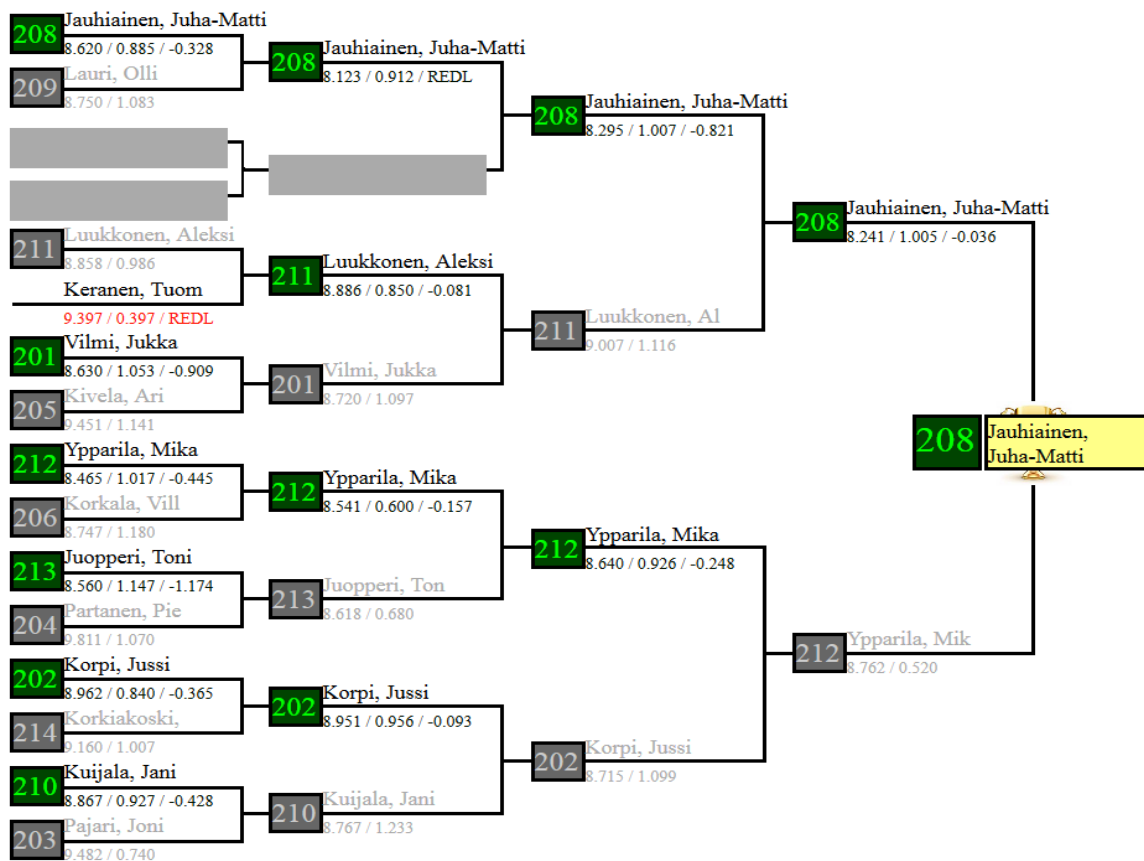 208
Jauhiainen, Juha-Matti
8.620 / 0.885 / -0.328
209
Lauri, Olli
8.750 / 1.083
211
Luukkonen, Aleksi
8.858 / 0.986
Keranen, Tuom
9.397 / 0.397 / REDL
201
Vilmi, Jukka
8.630 / 1.053 / -0.909
205
Kivela, Ari
9.451 / 1.141
212
Ypparila, Mika
8.465 / 1.017 / -0.445
206
Korkala, Vill
8.747 / 1.180
213
Juopperi, Toni
8.560 / 1.147 / -1.174
204
Partanen, Pie
9.811 / 1.070
202
Korpi, Jussi
8.962 / 0.840 / -0.365
214
Korkiakoski,
9.160 / 1.007
210
Kuijala, Jani
8.867 / 0.927 / -0.428
203
Pajari, Joni
9.482 / 0.740
208
Jauhiainen, Juha-Matti
8.123 / 0.912 / REDL
211
Luukkonen, Aleksi
8.886 / 0.850 / -0.081
201
Vilmi, Jukka
8.720 / 1.097
212
Ypparila, Mika
8.541 / 0.600 / -0.157
213
Juopperi, Ton
8.618 / 0.680
202
Korpi, Jussi
8.951 / 0.956 / -0.093
210
Kuijala, Jani
8.767 / 1.233
208
Jauhiainen, Juha-Matti
8.295 / 1.007 / -0.821
211
Luukkonen, Al
9.007 / 1.116
212
Ypparila, Mika
8.640 / 0.926 / -0.248
202
Korpi, Jussi
8.715 / 1.099
208
Jauhiainen, Juha-Matti
8.241 / 1.005 / -0.036
212
Ypparila, Mik
8.762 / 0.520
208
Jauhiainen,
Juha-Matti